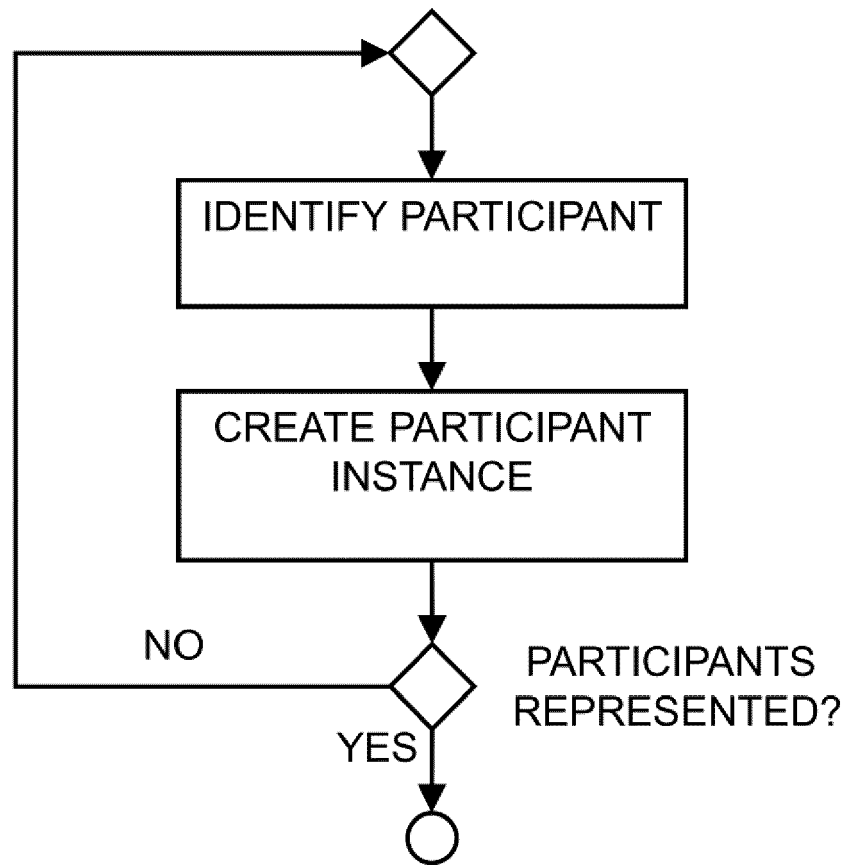 IDENTIFY PARTICIPANT
CREATE PARTICIPANT
INSTANCE
NO
PARTICIPANTS
REPRESENTED?
YES